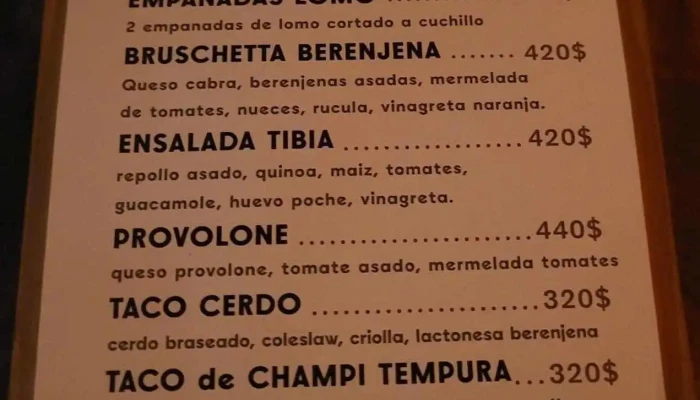 EMPANADAS LOMO
2 empanadas de lomo cortado a cuchillo
BRUSCHETTA BERENJENA ....... 420$
Queso cabra, berenjenas asadas, mermelada
de tomates, nueces, rucula, vinagreta naranja.
ENSALADA TIBIA .................. 420$
repollo asado, quinoa, maiz, tomates,
guacamole, huevo poche, vinagreta.
PROVOLONE .......................440$
queso provolone, tomate asado, mermelada tomates
TACO CERDO .......................320$
cerdo braseado, coleslaw, criolla, lactonesa berenjena
TACO de CHAMPI TEMPURA...320$